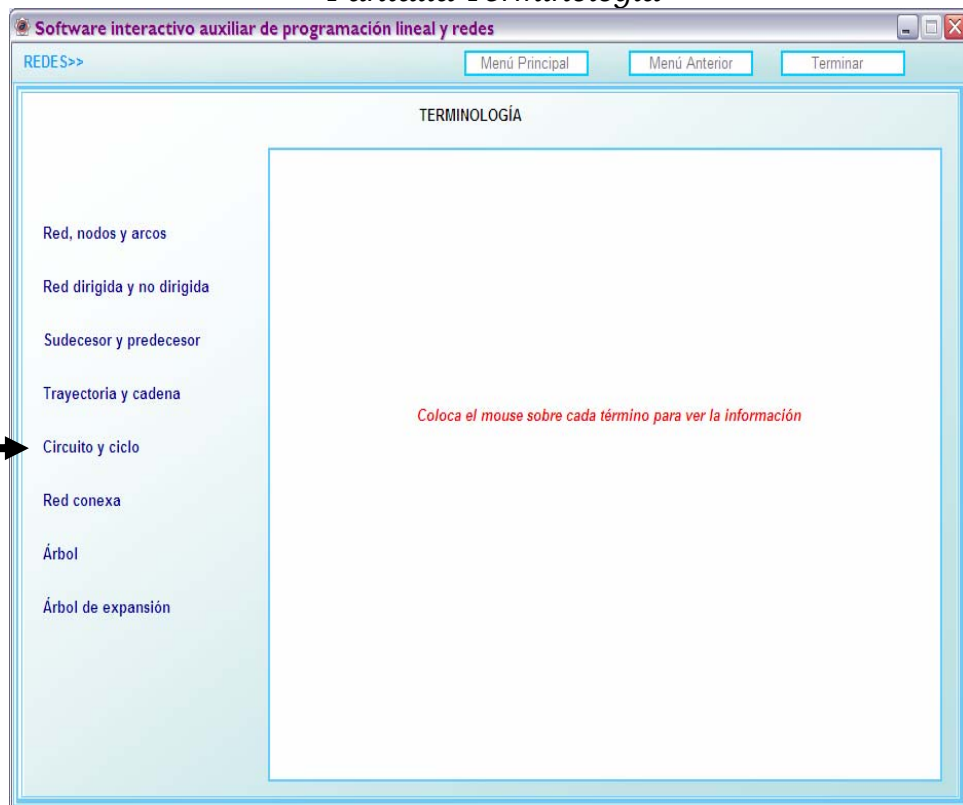 Pantalla Terminología
Software interactivo auxiliar de programación lineal y redes
REDES>>
Menú Principal
Menú Anterior
Terminar
TERMINOLOGÍA
Red, nodos y arcos
Red dirigida y no dirigida
Sudecesor y predecesor
Trayectoria y cadena
Coloca el mouse sobre cada término para ver la información
Circuito y ciclo
Red conexa
Árbol
Árbol de expansión